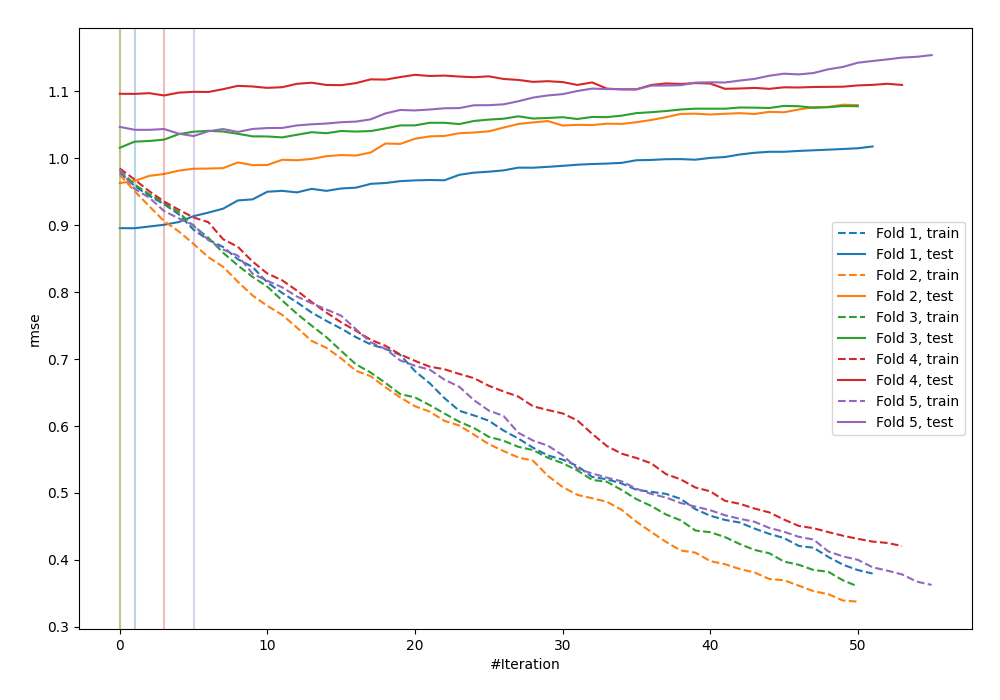 1.1
1.0
0.9
0.8
0.7
0.6
0.5
0.4
0.3
rmse
0
10
20
30
40
50
#Iteration
Fold 1, train
Fold 1, test
Fold 2, train
Fold 2, test
Fold 3, train
Fold 3, test
Fold 4, train
Fold 4, test
Fold 5, train
Fold 5, test